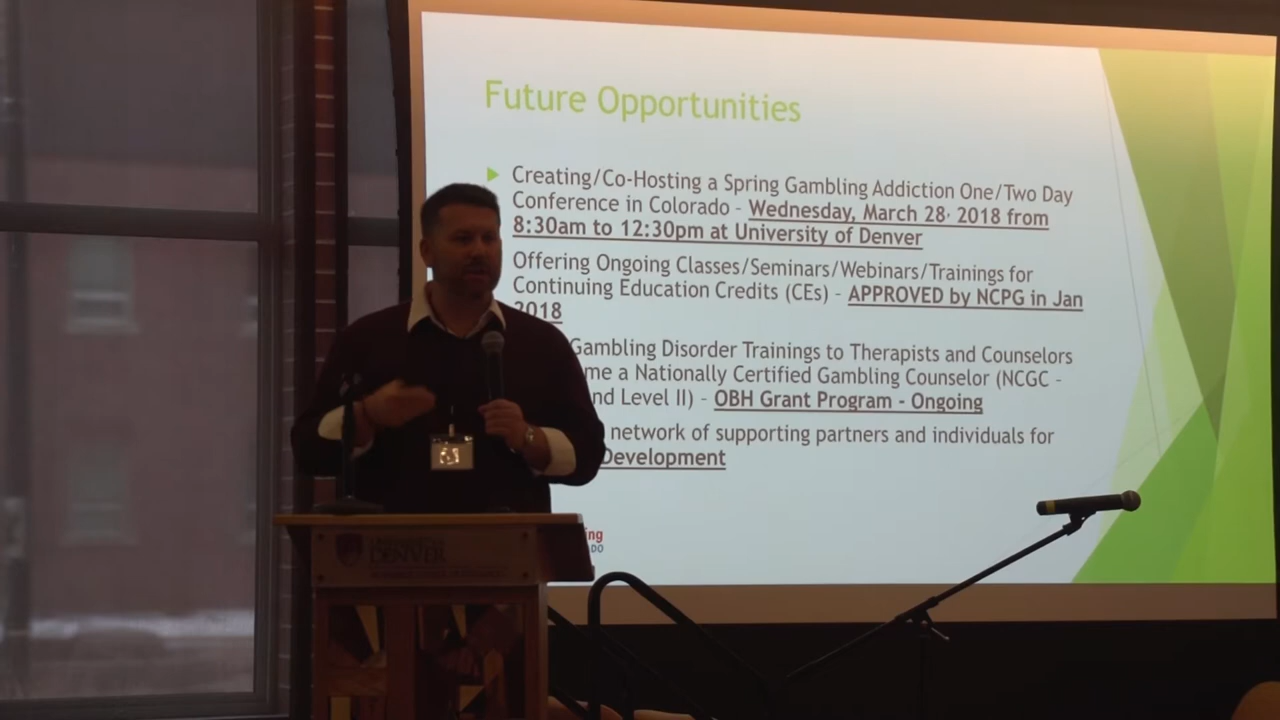 Future Opportunities
Creating/Co-Hosting a Spring Gambling Addiction One/Two Day
Conference in Colorado - Wednesday, March 28, 2018 from
8:30am to 12:30pm at University of Denver
Offering Ongoing Classes/Seminars/Webinars/Trainings for
Continuing Education Credits (CEs) - APPROVED by NCPG in Jan
2018
Gambling Disorder Trainings to Therapists and Counselors
me a Nationally Certified Gambling Counselor (NCGC -
nd Level II) - OBH Grant Program - Ongoing
network of supporting partners and individuals for
Development
ing
DO
DENVER